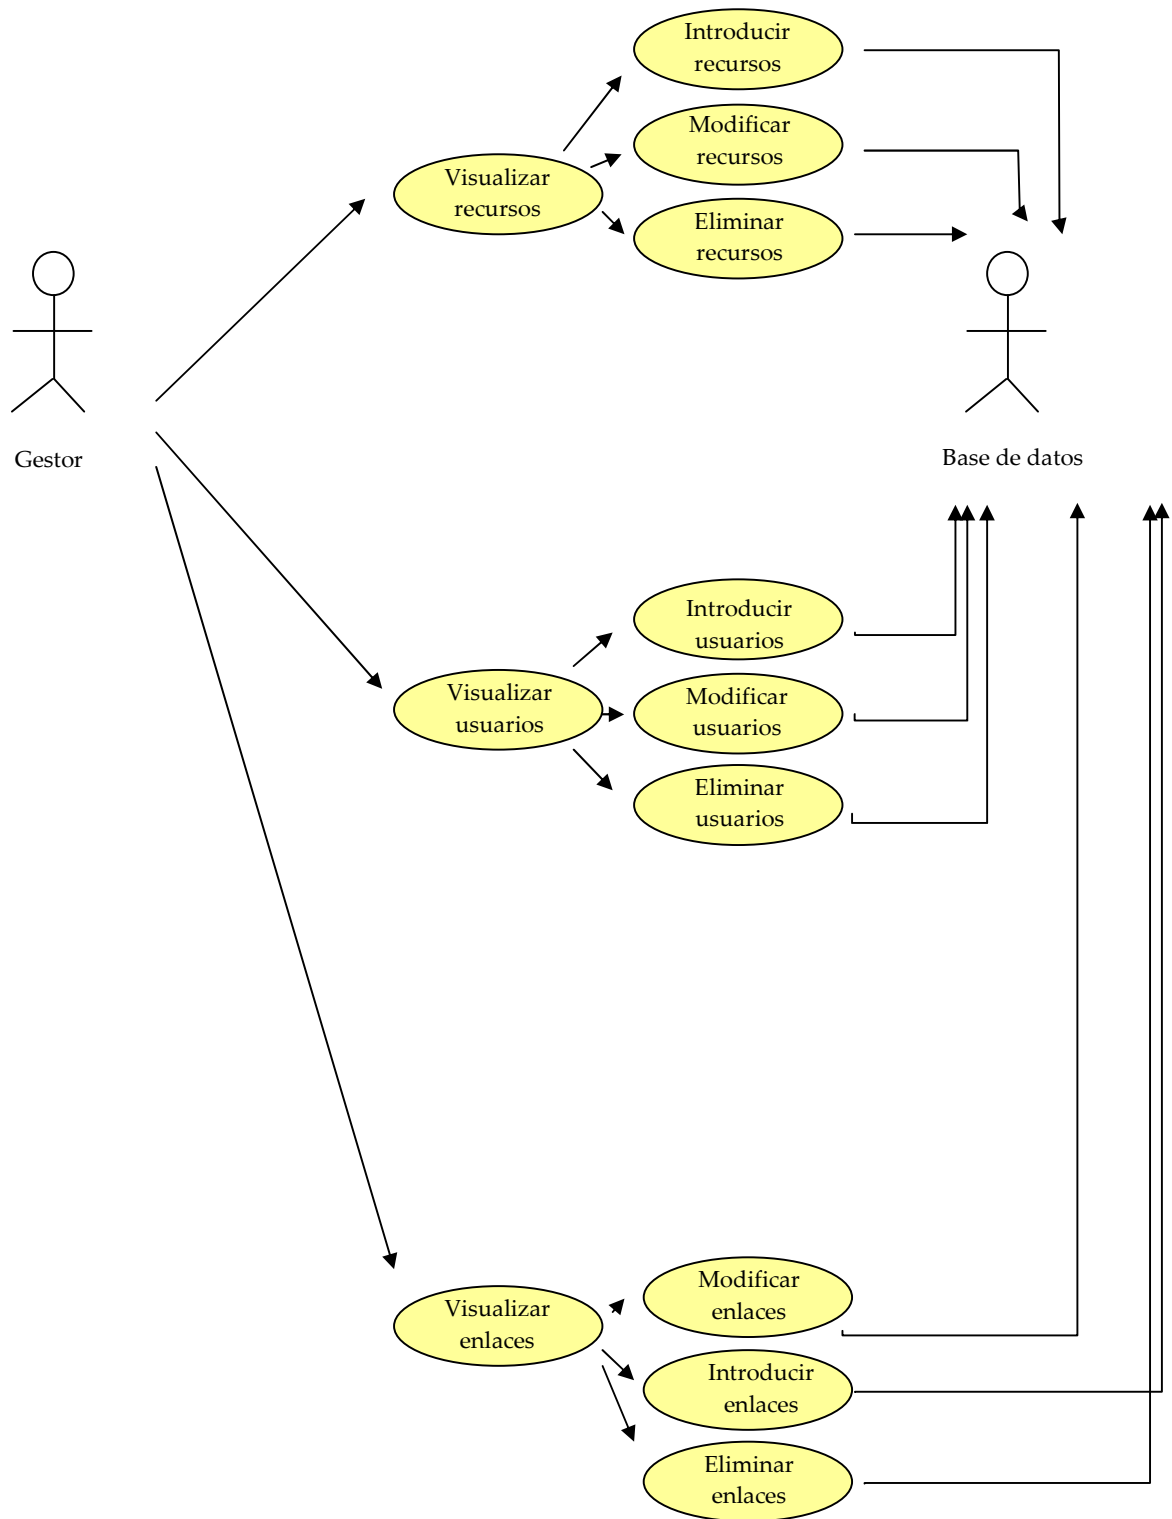 Introducir
recursos
Modificar
recursos
Visualizar
recursos
Eliminar
recursos
Gestor
Base de datos
Introducir
usuarios
Visualizar
usuarios
Modificar
usuarios
Eliminar
usuarios
Modificar
enlaces
Visualizar
enlaces
Introducir
enlaces
Eliminar
enlaces